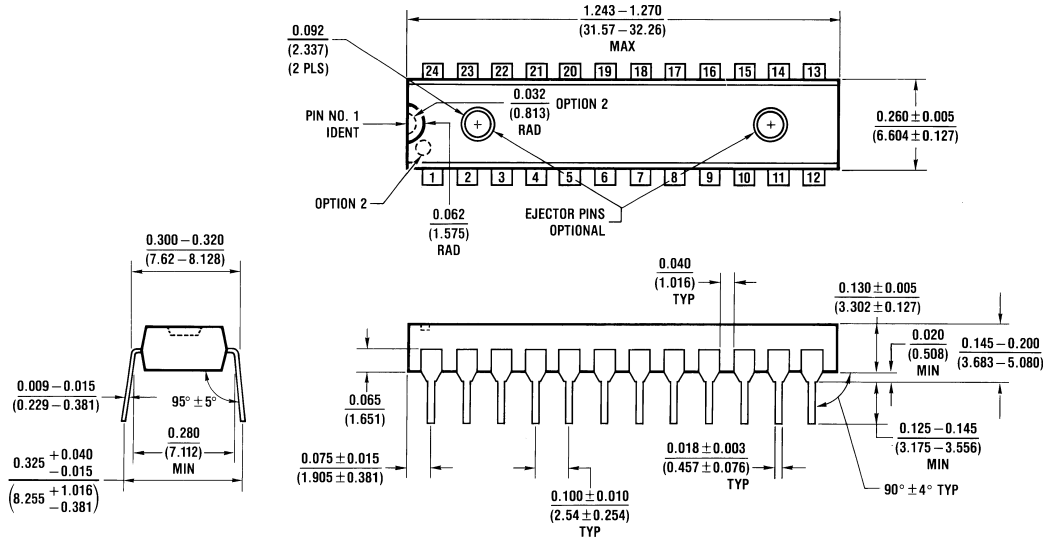 1.243 – 1.270
(31.57 – 32.26)
MAX
0.092
(2.337)
(2 PLS)
24 23 22 21 20 19 18 17 16 15 14 13
0.032
(0.813)
RAD
OPTION 2
PIN NO. 1
IDENT
0.260 ± 0.005
(6.604 ± 0.127)
1 2 3 4 5 6 7 8 9 10 11 12
OPTION 2
0.062
(1.575)
RAD
EJECTOR PINS
OPTIONAL
0.300 – 0.320
(7.62 – 8.128)
0.040
(1.016)
TYP
0.130 ± 0.005
(3.302 ± 0.127)
0.020
(0.508)
MIN
0.145 – 0.200
(3.683 – 5.080)
0.009 – 0.015
(0.229 – 0.381)
95° ± 5°
0.065
(1.651)
0.280
(7.112)
MIN
0.125 – 0.145
(3.175 – 3.556)
MIN
0.325 + 0.040
– 0.015
(8.255 + 1.016
– 0.381)
0.075 ± 0.015
(1.905 ± 0.381)
0.018 ± 0.003
(0.457 ± 0.076)
TYP
90° ± 4° TYP
0.100 ± 0.010
(2.54 ± 0.254)
TYP